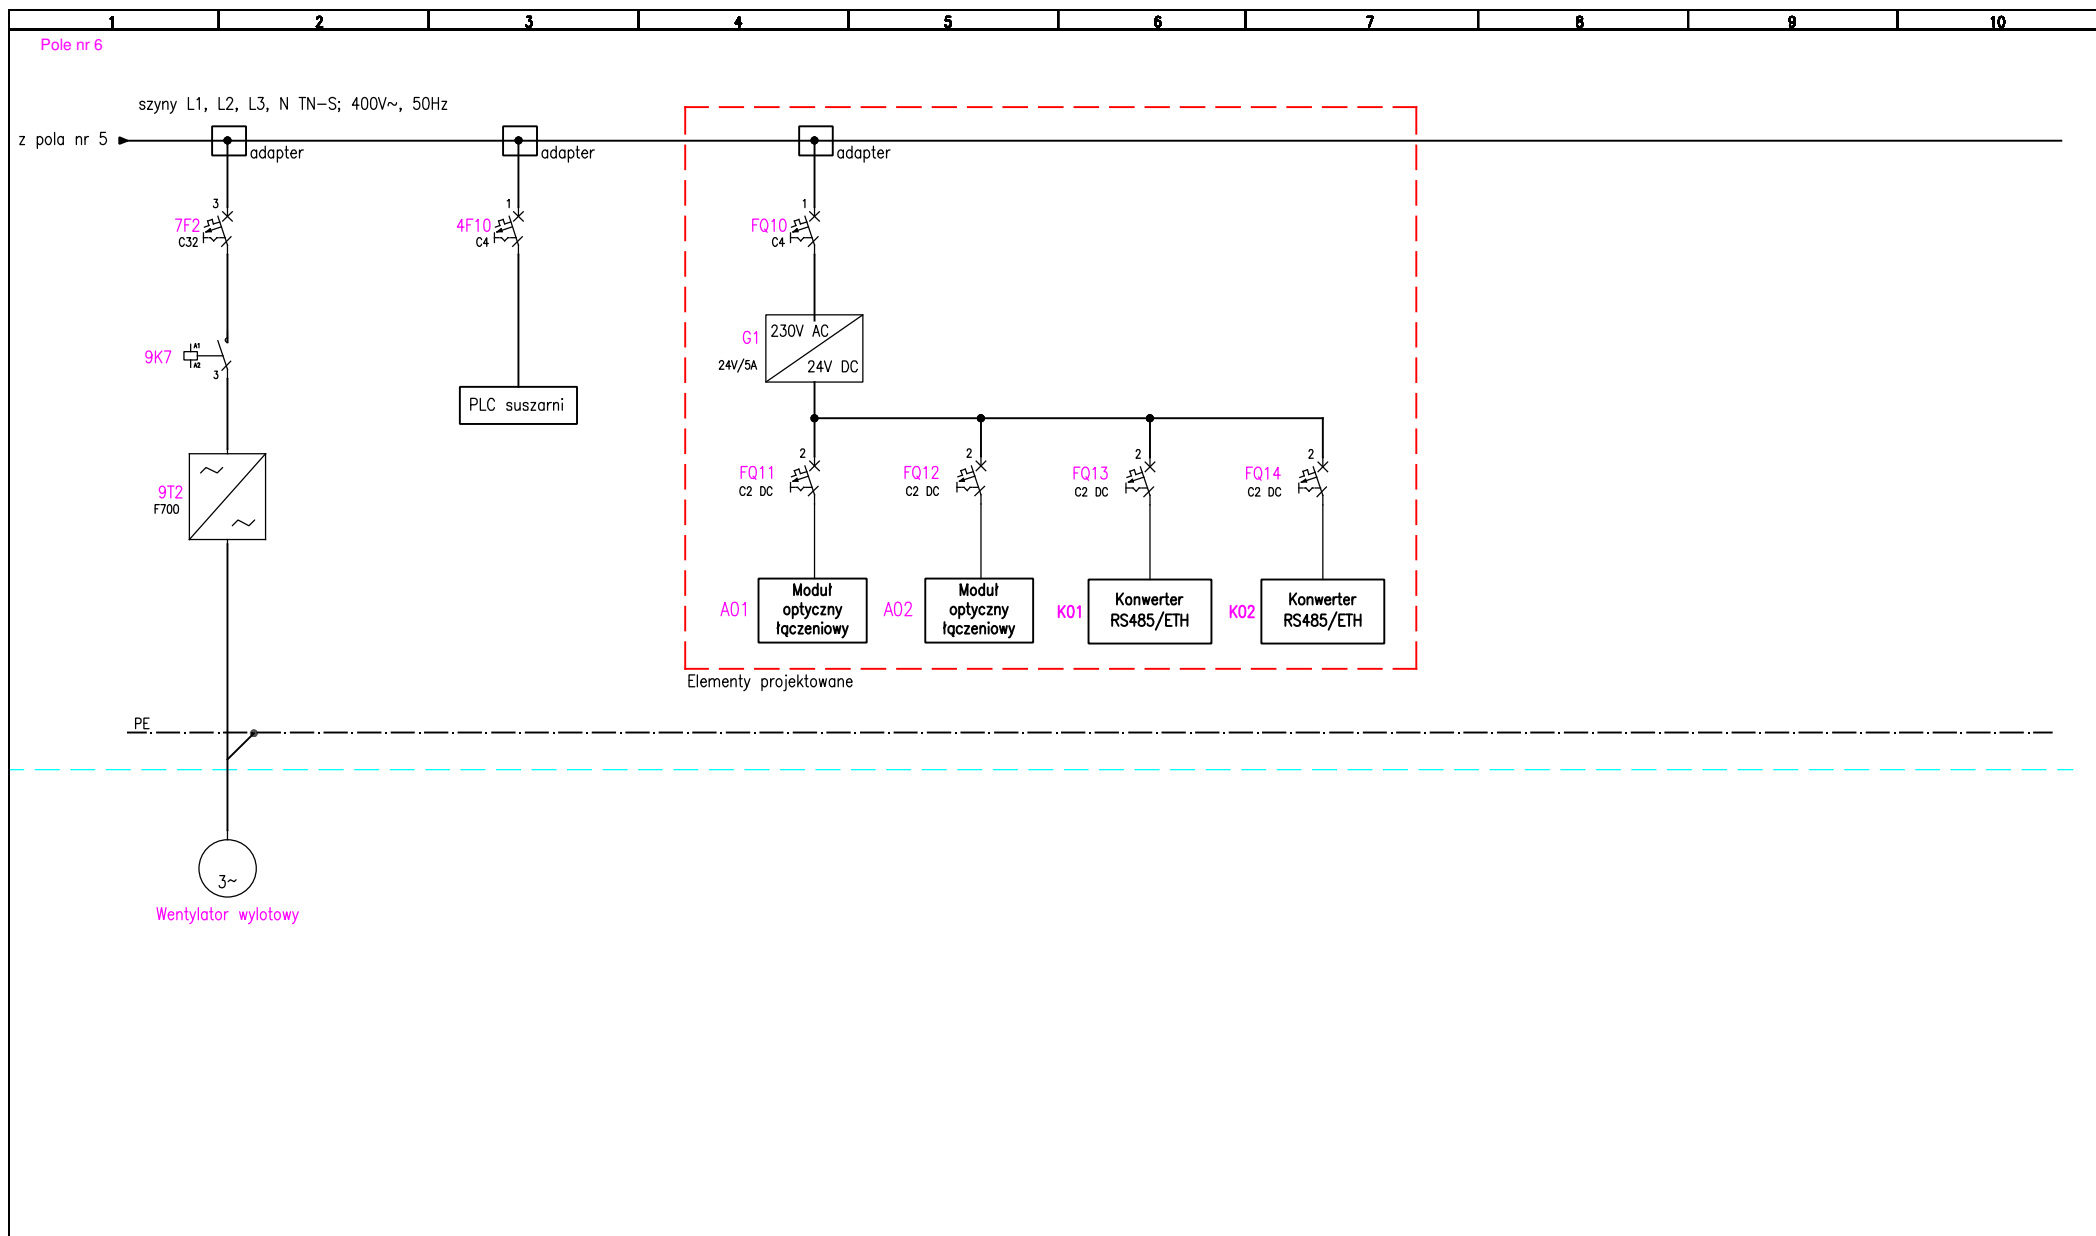 1 2 3 4 5 6 7 8 9 10
Pole nr 6
szyny L1, L2, L3, N TN-S; 400V~, 50Hz
z pola nr 5
adapter adapter adapter
3 1 1
7F2 4F10 FQ10
C32 C4 C4
230V AC
G1
24V/5A 24V DC
A1
9K7
A2
3
PLC suszarni
2 2 2 2
FQ11 FQ12 FQ13 FQ14
C2 DC C2 DC C2 DC C2 DC
9T2
F700
Moduł
optyczny
łączeniowy
AO1
Moduł
optyczny
łączeniowy
AO2
Konwerter
RS485/ETH
K01
Konwerter
RS485/ETH
K02
Elementy projektowane
PE
3~
Wentylator wylotowy